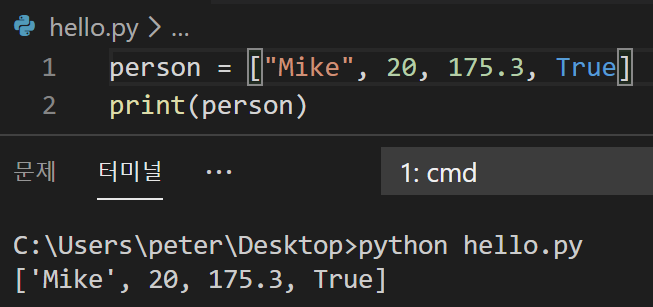 hello.py > ...
1 person = ["Mike", 20, 175.3, True]
2 print(person)
문제 터미널 ... 1: cmd
C:\Users\peter\Desktop>python hello.py
['Mike', 20, 175.3, True]